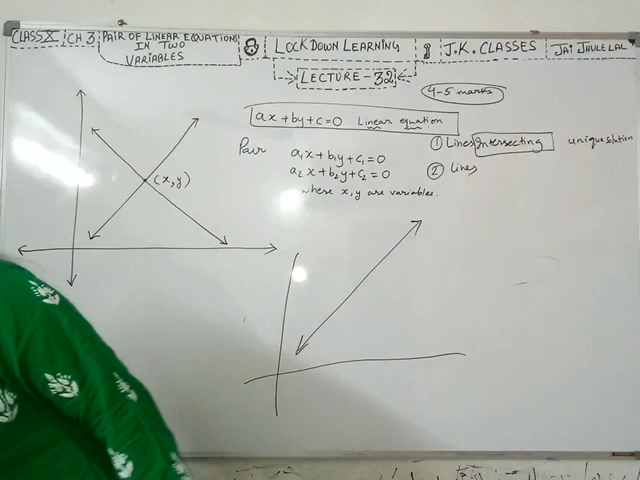 CLASS X
CH 3
PAIR OF LINEAR EQUATIONS
IN TWO
VARIABLES
LOCKDOWN LEARNING
J.K. CLASSES
JAI JHULELAL
LECTURE-32
4-5 marks
ax+by+c=0 Linear equation
Pair
a₁x+b₁y+c₁=0
a₂x+b₂y+c₂=0
where x,y are variables.
① Lines Intersecting unique solution
② Lines
(x,y)